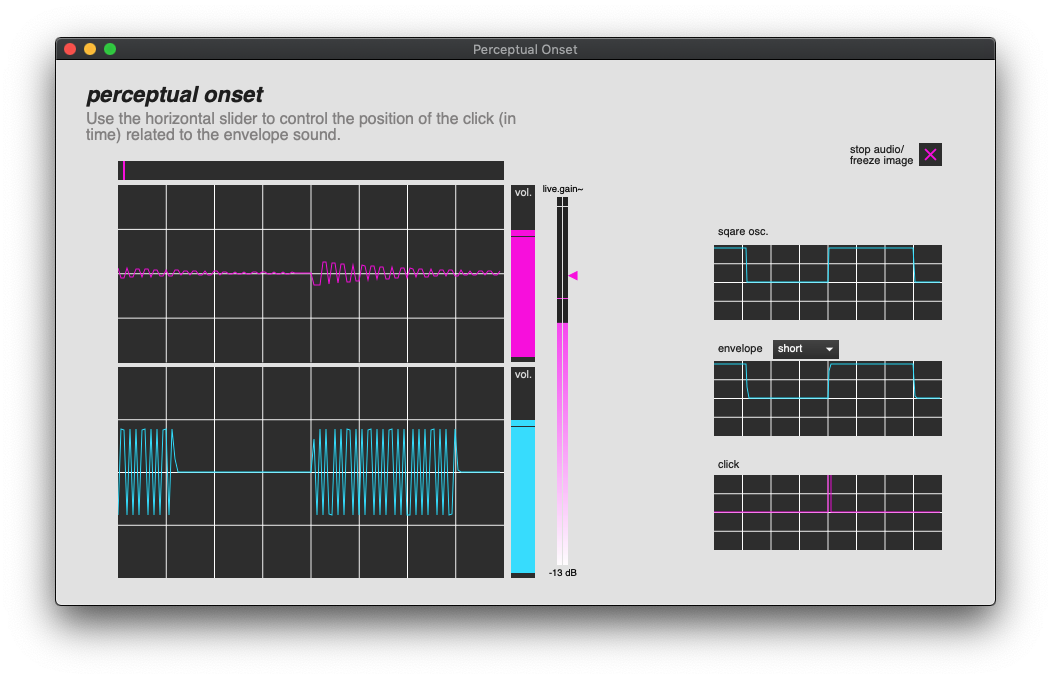 Perceptual Onset
perceptual onset
Use the horizontal slider to control the position of the click (in
time) related to the envelope sound.
stop audio/
freeze image
vol.
live.gain~
sqare osc.
envelope
short
vol.
click
-13 dB